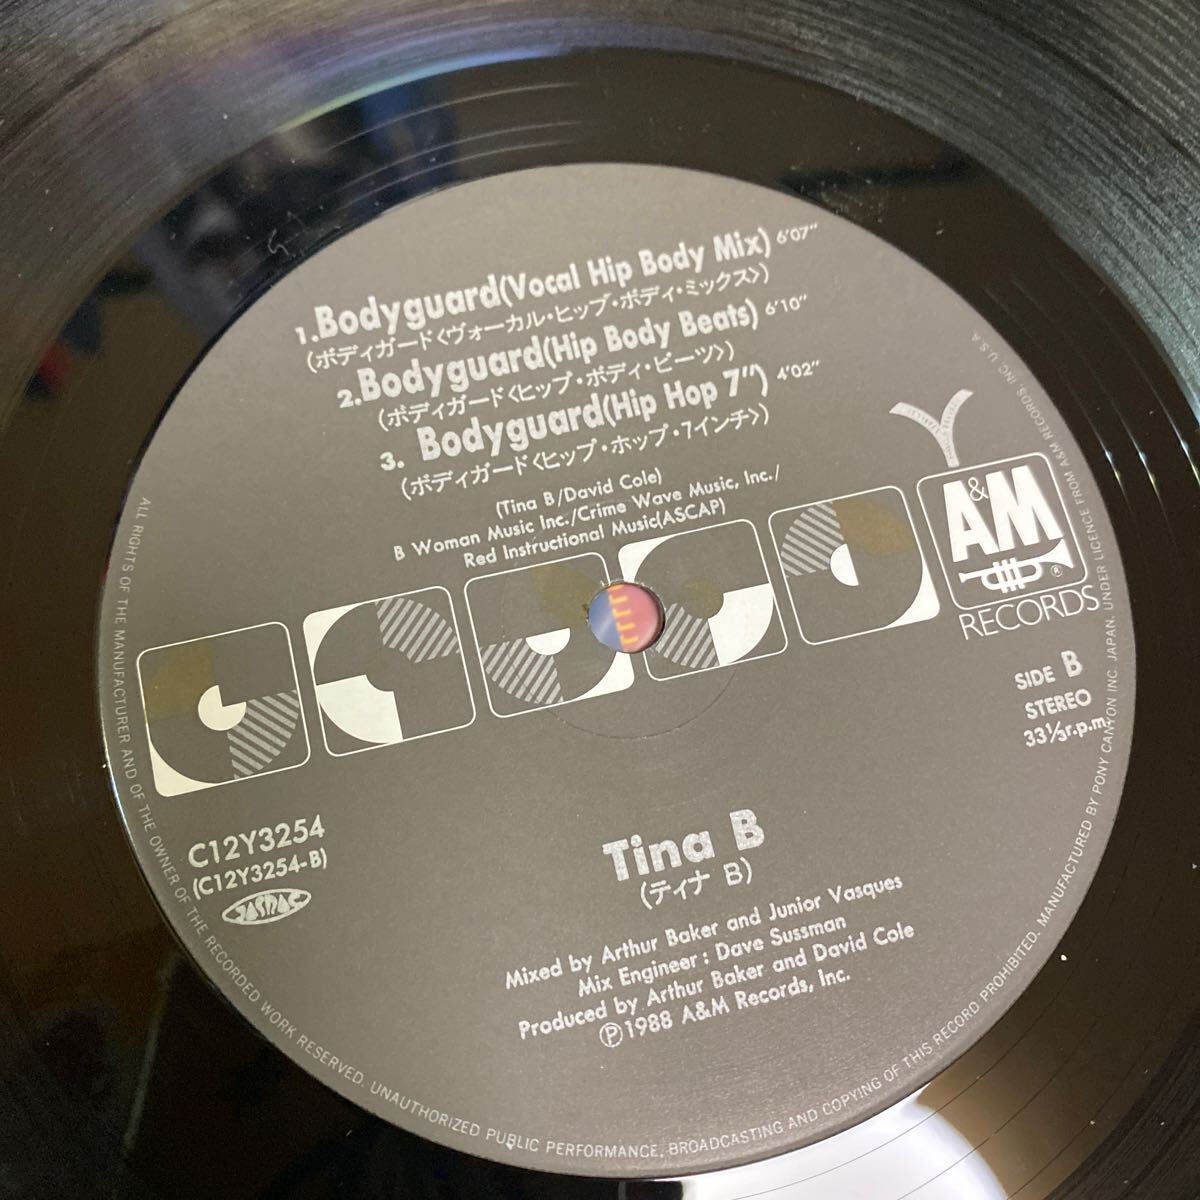 1.Bodyguard(Vocal Hip Body Mix) 6'07"
(ボディガード〈ヴォーカル・ヒップ・ボディ・ミックス〉)
2.Bodyguard(Hip Body Beats) 6'10"
(ボディガード〈ヒップ・ボディ・ビーツ〉)
3. Bodyguard(Hip Hop 7") 4'02"
(ボディガード〈ヒップ・ホップ・7インチ〉)
(Tina B/David Cole)
B Woman Music Inc./Crime Wave Music, Inc./
Red Instructional Music(ASCAP)
A&M
®
RECORDS
SIDE B
STEREO
33⅓r.p.m.
C12Y3254
(C12Y3254-B)
JASRAC
Tina B
(ティナ B)
Mixed by Arthur Baker and Junior Vasques
Mix Engineer : Dave Sussman
Produced by Arthur Baker and David Cole
Ⓟ1988 A&M Records, Inc.
ALL RIGHTS OF THE MANUFACTURER AND OF THE OWNER OF THE RECORDED WORK RESERVED. UNAUTHORIZED PUBLIC PERFORMANCE, BROADCASTING AND COPYING OF THIS RECORD PROHIBITED. MANUFACTURED BY PONY CANYON INC. JAPAN. UNDER LICENCE FROM A&M RECORDS, INC. U.S.A.